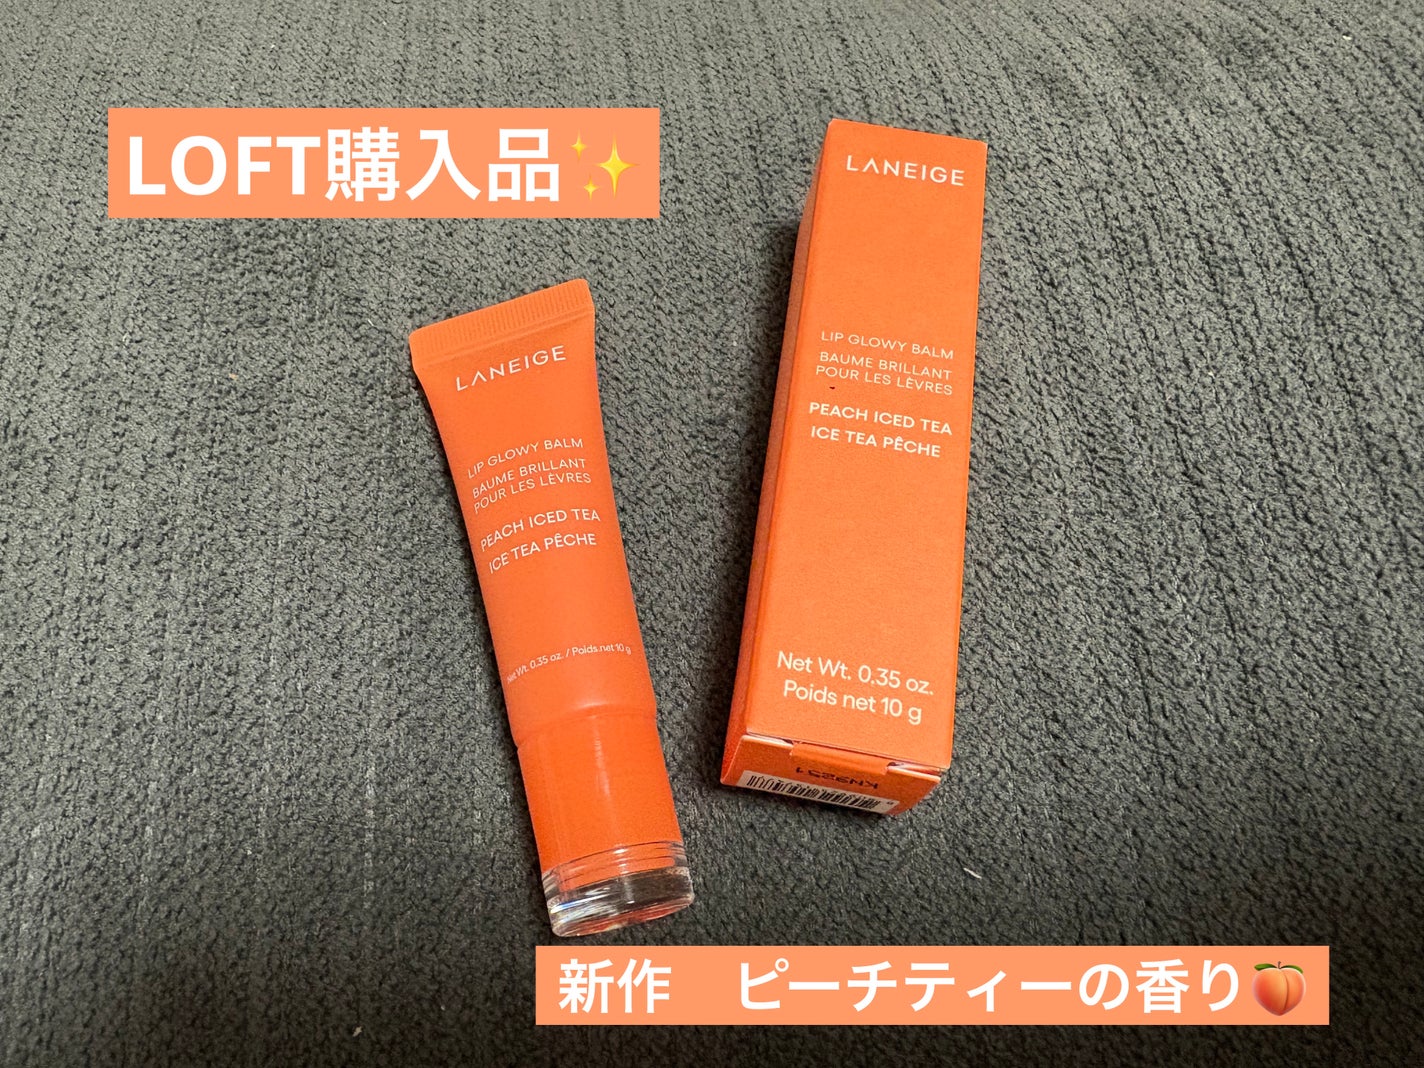 LOFT購入品✨
LANEIGE
LIP GLOWY BALM
BAUME BRILLANT
POUR LES LÈVRES
PEACH ICED TEA
ICE TEA PÊCHE
Net Wt. 0.35 oz. / Poids net 10 g
LANEIGE
LIP GLOWY BALM
BAUME BRILLANT
POUR LES LÈVRES
PEACH ICED TEA
ICE TEA PÊCHE
Net Wt. 0.35 oz.
Poids net 10 g
新作　ピーチティーの香り🍑